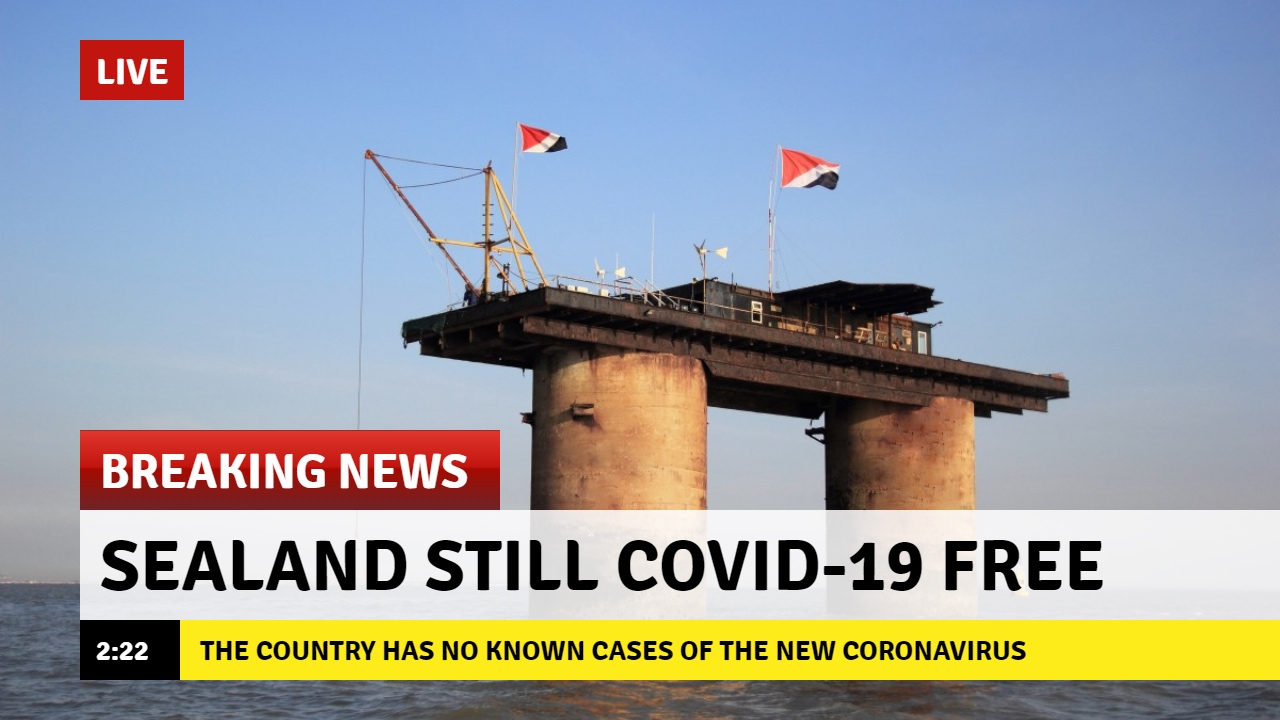 LIVE
BREAKING NEWS
SEALAND STILL COVID-19 FREE
2:22 THE COUNTRY HAS NO KNOWN CASES OF THE NEW CORONAVIRUS